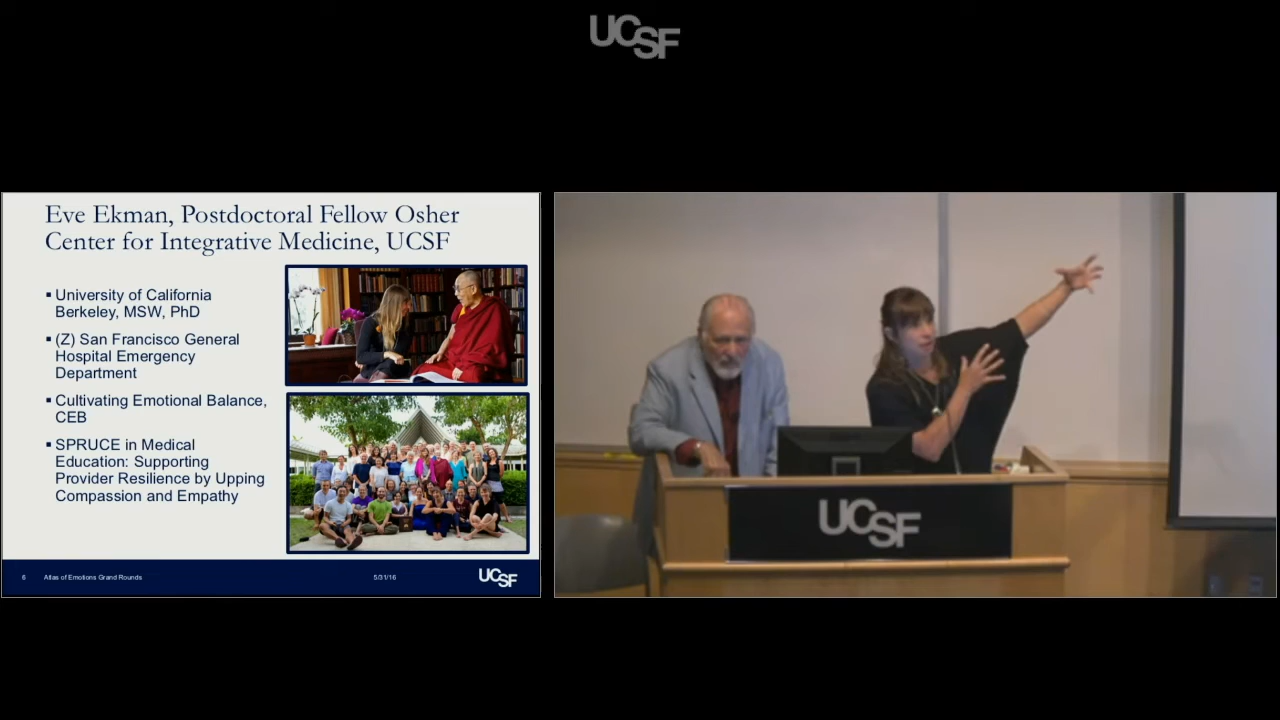 UCSF
Eve Ekman, Postdoctoral Fellow Osher
Center for Integrative Medicine, UCSF
▪ University of California
Berkeley, MSW, PhD
▪ (Z) San Francisco General
Hospital Emergency
Department
▪ Cultivating Emotional Balance,
CEB
▪ SPRUCE in Medical
Education: Supporting
Provider Resilience by Upping
Compassion and Empathy
6 Atlas of Emotions Grand Rounds 5/31/16 UCSF
UCSF